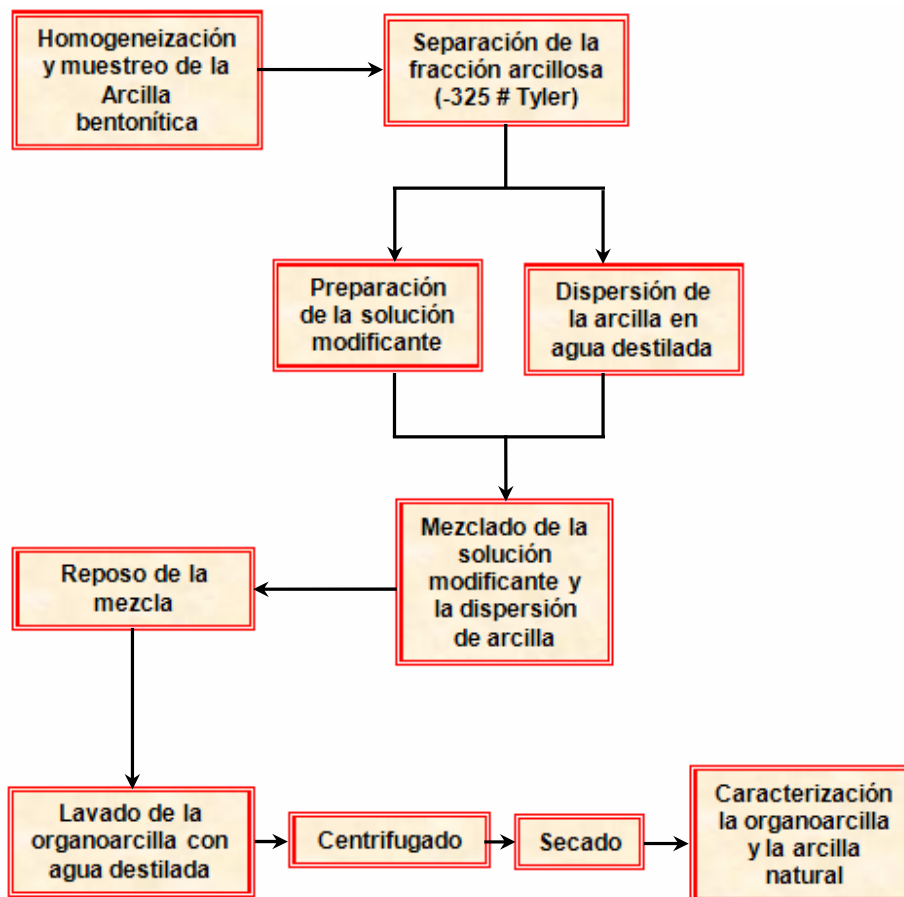 Homogeneización
y muestreo de la
Arcilla
bentonítica
Separación de la
fracción arcillosa
(-325 # Tyler)
Preparación
de la solución
modificante
Dispersión de
la arcilla en
agua destilada
Mezclado de la
solución
modificante y
la dispersión
de arcilla
Reposo de la
mezcla
Lavado de la
organoarcilla con
agua destilada
Centrifugado
Secado
Caracterización
la organoarcilla
y la arcilla
natural